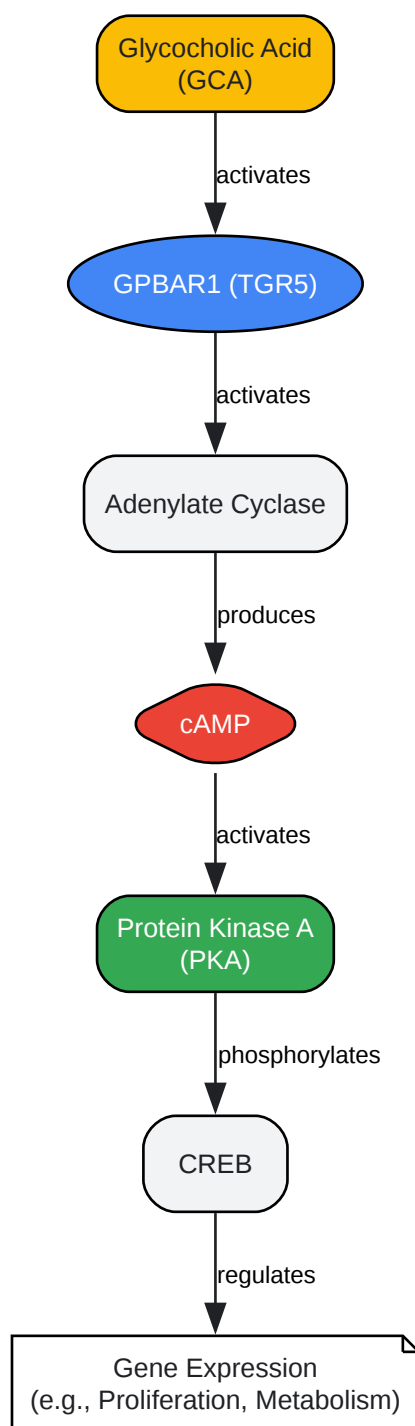 Glycocholic Acid
(GCA)
activates
GPBAR1 (TGR5)
activates
Adenylate Cyclase
produces
cAMP
activates
Protein Kinase A
(PKA)
phosphorylates
CREB
regulates
Gene Expression
(e.g., Proliferation, Metabolism)